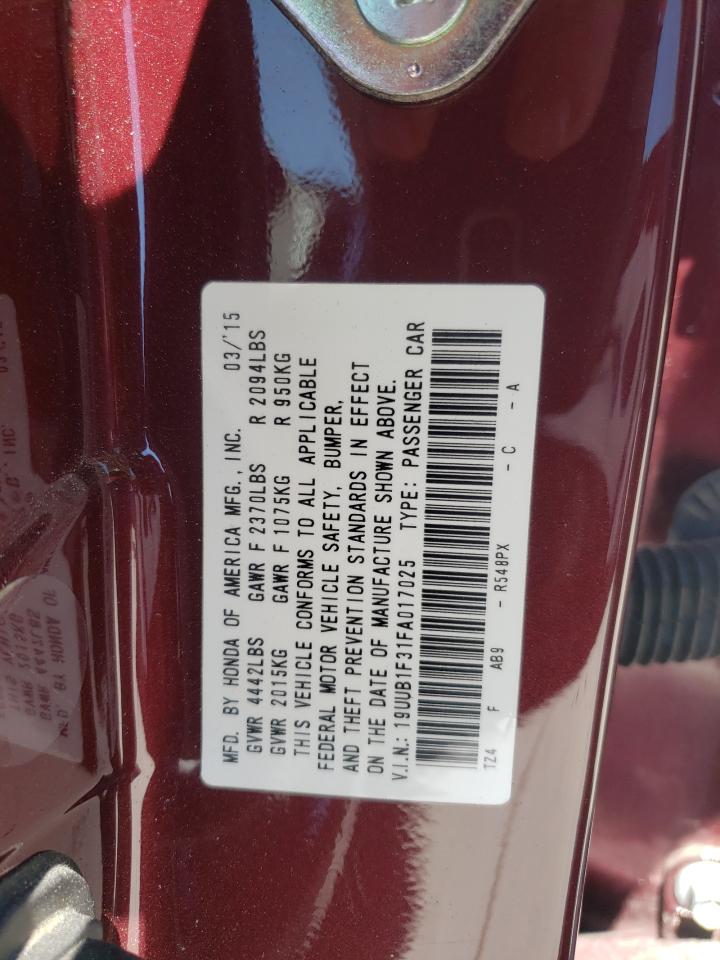 MFD. BY HONDA OF AMERICA MFG., INC. 03/'15
GVWR 4442LBS GAWR F 2370LBS R 2094LBS
GVWR 2015KG GAWR F 1075KG R 950KG
THIS VEHICLE CONFORMS TO ALL APPLICABLE
FEDERAL MOTOR VEHICLE SAFETY, BUMPER,
AND THEFT PREVENTION STANDARDS IN EFFECT
ON THE DATE OF MANUFACTURE SHOWN ABOVE.
V.I.N.: 19UUB1F31FA017025 TYPE: PASSENGER CAR
TZ4 F AB9 - R548PX - C - A